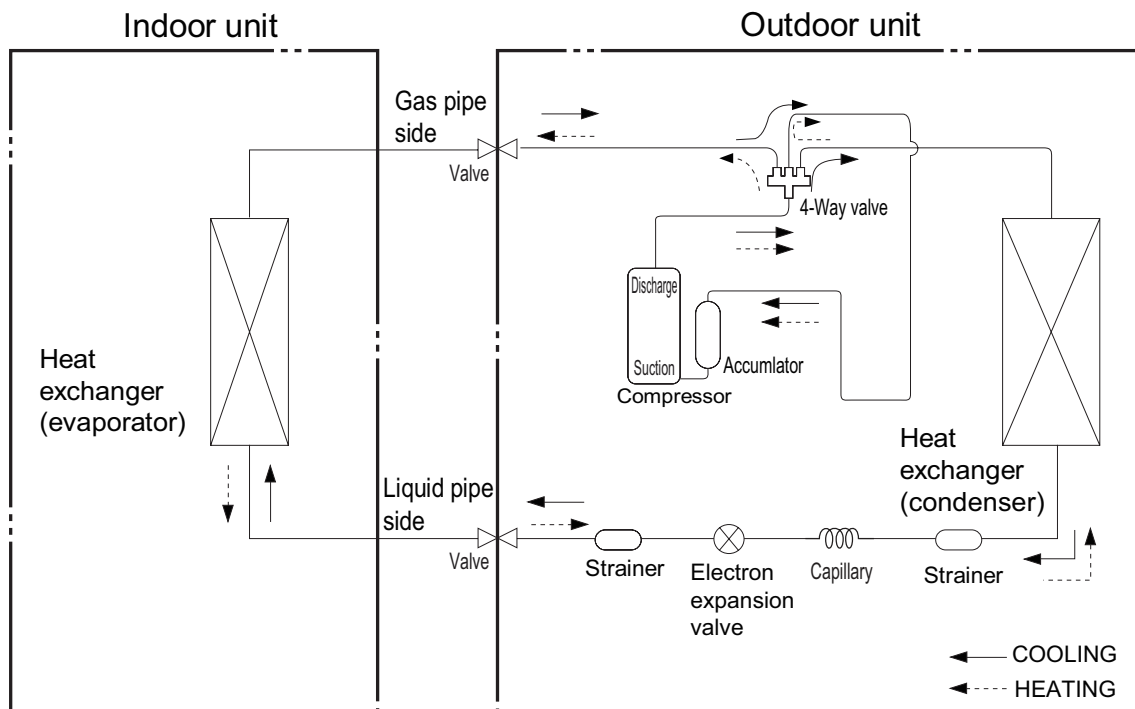 Indoor unit
Outdoor unit
Gas pipe
side
Valve
4-Way valve
Discharge
Suction
Compressor
Accumlator
Heat
exchanger
(evaporator)
Heat
exchanger
(condenser)
Liquid pipe
side
Valve
Strainer
Electron
expansion
valve
Capillary
Strainer
COOLING
HEATING